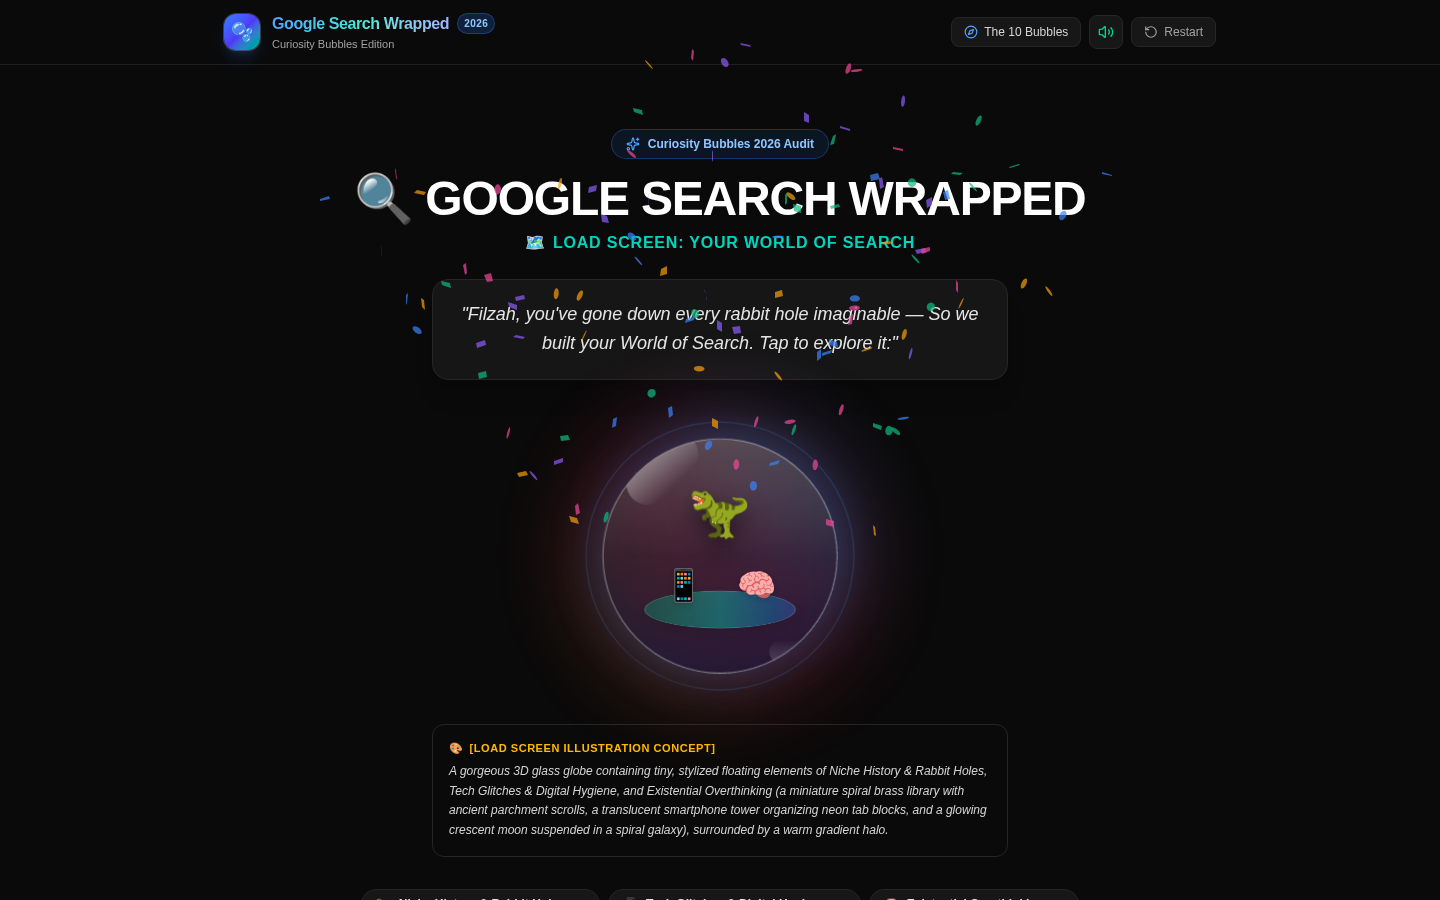 Google Search Wrapped 2026
Curiosity Bubbles Edition
The 10 Bubbles
Restart
Curiosity Bubbles 2026 Audit
GOOGLE SEARCH WRAPPED
LOAD SCREEN: YOUR WORLD OF SEARCH
"Filzah, you've gone down every rabbit hole imaginable — So we
built your World of Search. Tap to explore it:"
[LOAD SCREEN ILLUSTRATION CONCEPT]
A gorgeous 3D glass globe containing tiny, stylized floating elements of Niche History & Rabbit Holes,
Tech Glitches & Digital Hygiene, and Existential Overthinking (a miniature spiral brass library with
ancient parchment scrolls, a translucent smartphone tower organizing neon tab blocks, and a glowing
crescent moon suspended in a spiral galaxy), surrounded by a warm gradient halo.